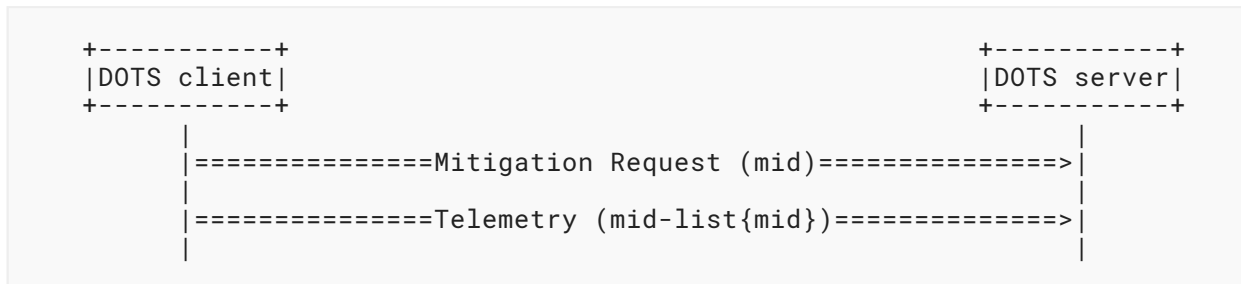 +-----------+                                         +-----------+
|DOTS client|                                         |DOTS server|
+-----------+                                         +-----------+
      |                                                     |
      |===============Mitigation Request (mid)===============>|
      |                                                     |
      |===============Telemetry (mid-list{mid})==============>|
      |                                                     |